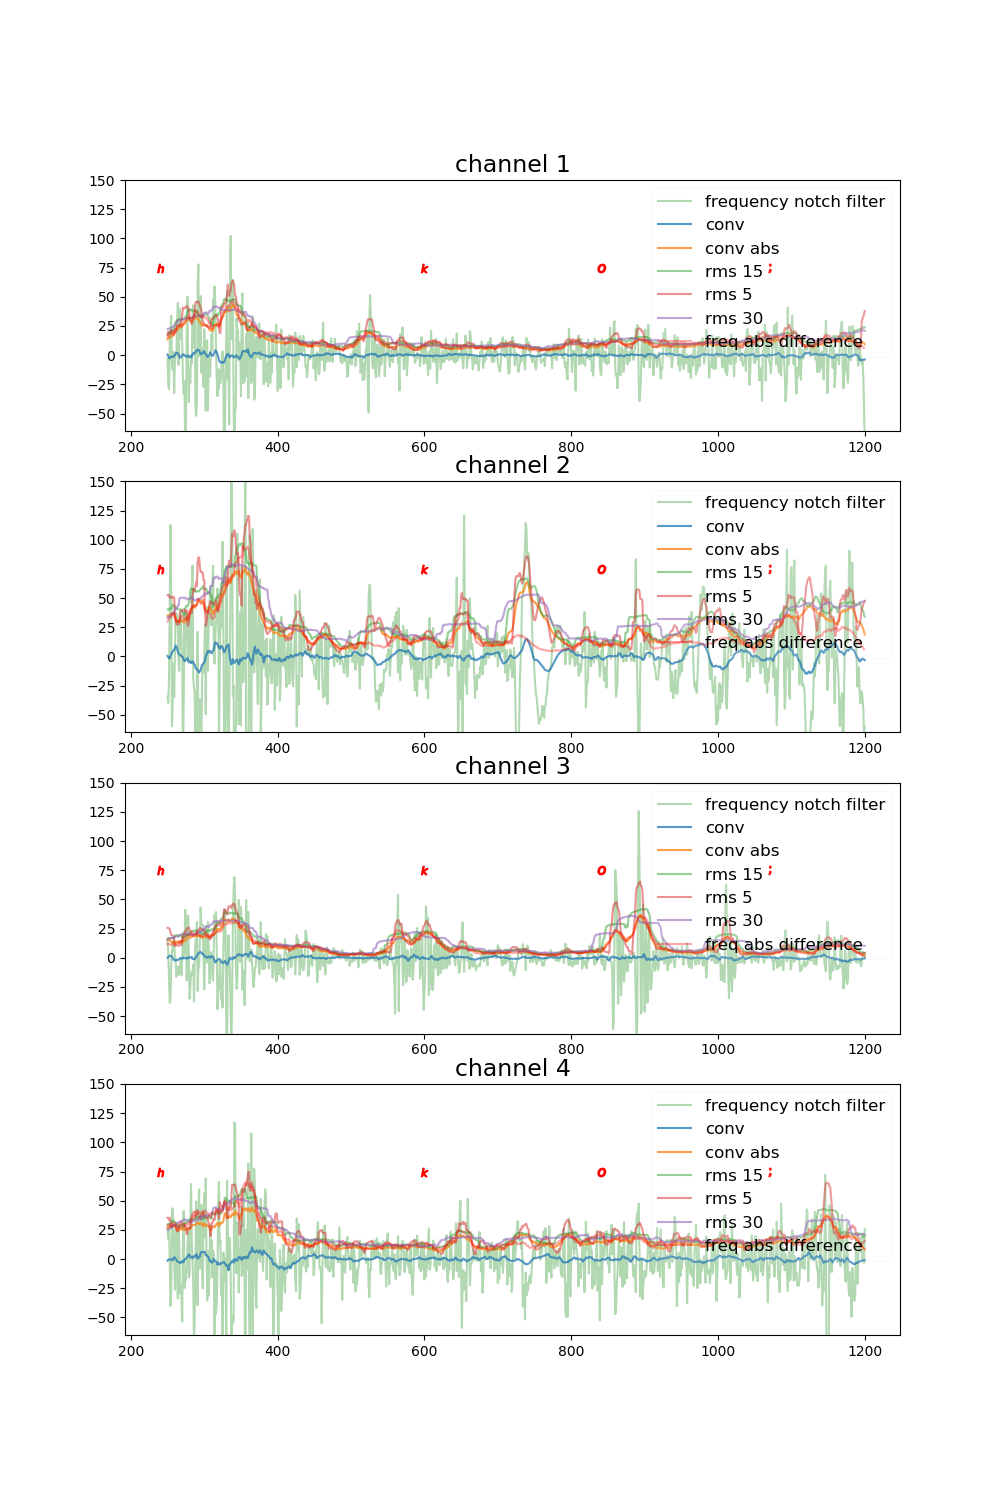 channel 1
150
125
100
75
50
25
0
−25
−50
frequency notch filter
conv
conv abs
rms 15
rms 5
rms 30
freq abs difference
h k O ;
200 400 600 800 1000 1200
channel 2
150
125
100
75
50
25
0
−25
−50
frequency notch filter
conv
conv abs
rms 15
rms 5
rms 30
freq abs difference
h k O ;
200 400 600 800 1000 1200
channel 3
150
125
100
75
50
25
0
−25
−50
frequency notch filter
conv
conv abs
rms 15
rms 5
rms 30
freq abs difference
h k O ;
200 400 600 800 1000 1200
channel 4
150
125
100
75
50
25
0
−25
−50
frequency notch filter
conv
conv abs
rms 15
rms 5
rms 30
freq abs difference
h k O ;
200 400 600 800 1000 1200